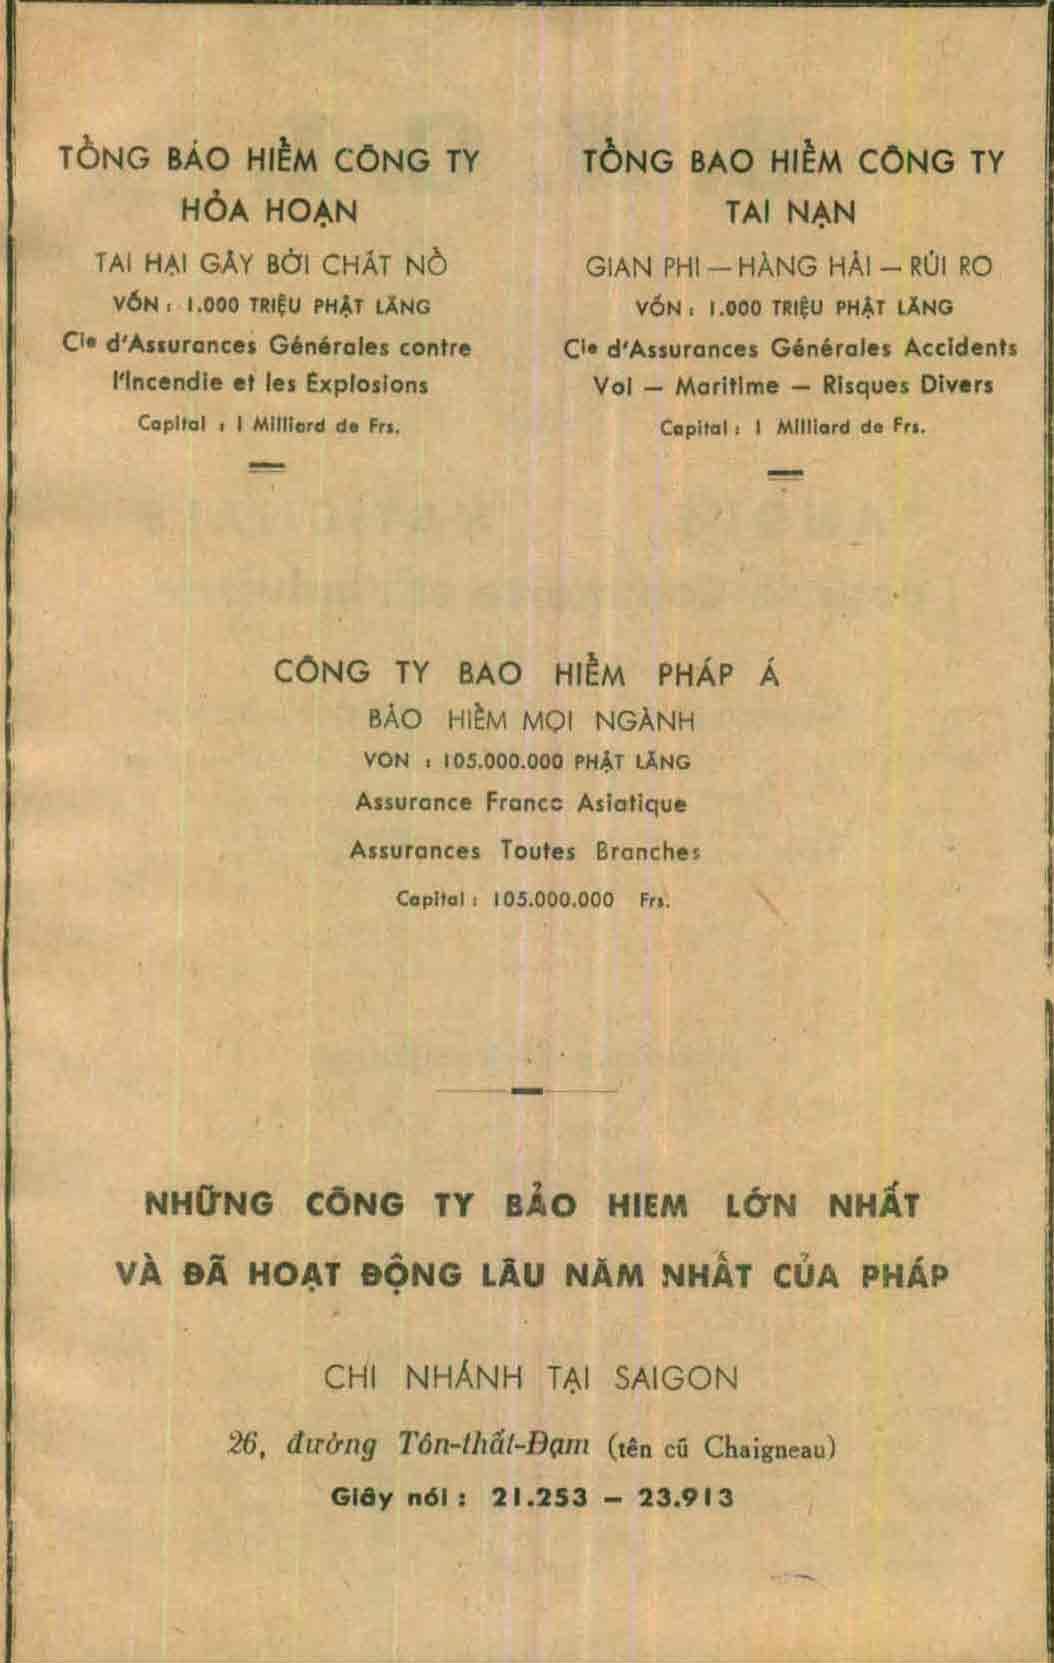 TỔNG BẢO HIỂM CÔNG TY
HỎA HOẠN
TAI HẠI GÂY BỞI CHẤT NỔ
VỐN : 1.000 TRIỆU PHẬT LĂNG
Cie d'Assurances Générales contre
l'Incendie et les Explosions
Capital : 1 Milliard de Frs.
TỔNG BAO HIỂM CÔNG TY
TAI NẠN
GIAN PHI — HÀNG HẢI — RỦI RO
VỐN : 1.000 TRIỆU PHẬT LĂNG
Cie d'Assurances Générales Accidents
Vol — Maritime — Risques Divers
Capital : 1 Milliard de Frs.
CÔNG TY BAO HIỂM PHÁP Á
BẢO HIỂM MỌI NGÀNH
VON : 105.000.000 PHẬT LĂNG
Assurance France Asiatique
Assurances Toutes Branches
Capital : 105.000.000 Frs.
NHỮNG CÔNG TY BẢO HIEM LỚN NHẤT
VÀ ĐÃ HOẠT ĐỘNG LÂU NĂM NHẤT CỦA PHÁP
CHI NHÁNH TẠI SAIGON
26, đường Tôn-thất-Đạm (tên cũ Chaigneau)
Giây nói : 21.253 — 23.913